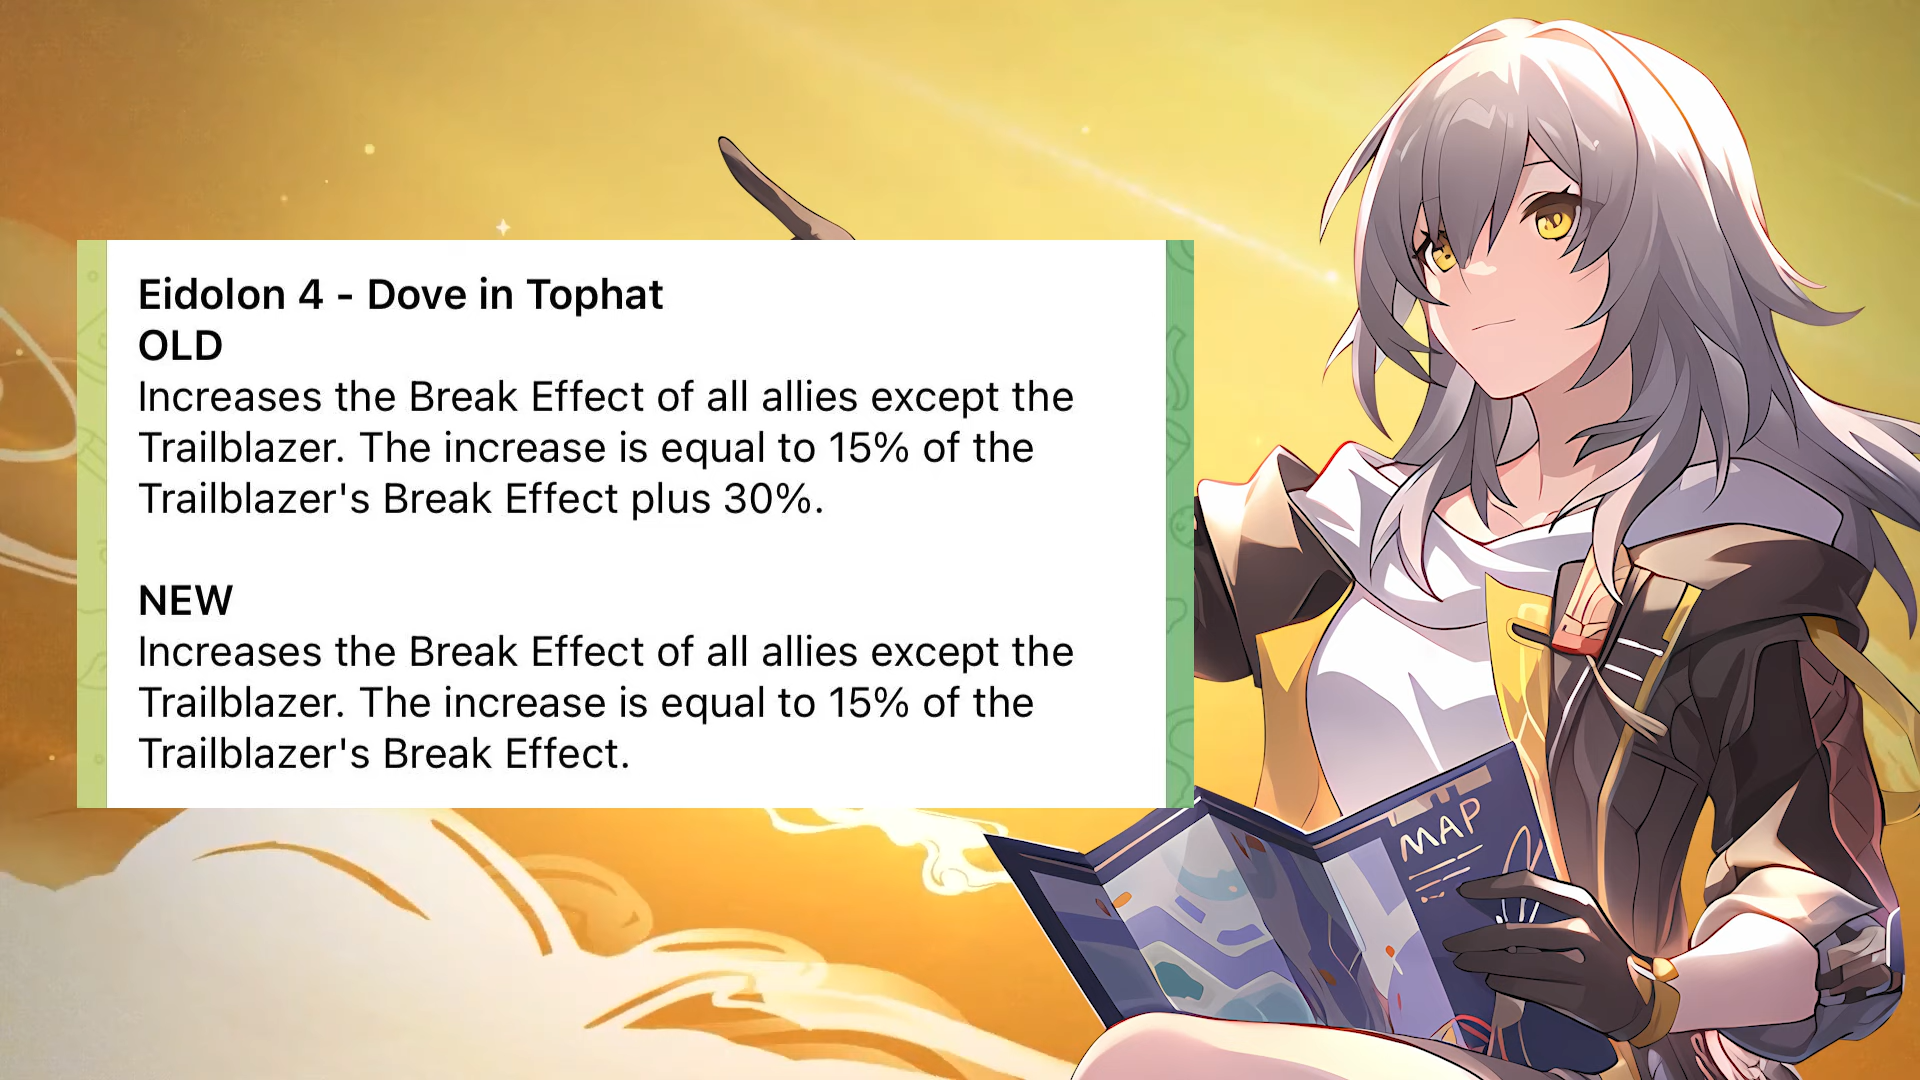 Eidolon 4 - Dove in Tophat
OLD
Increases the Break Effect of all allies except the
Trailblazer. The increase is equal to 15% of the
Trailblazer's Break Effect plus 30%.
NEW
Increases the Break Effect of all allies except the
Trailblazer. The increase is equal to 15% of the
Trailblazer's Break Effect.
MAP